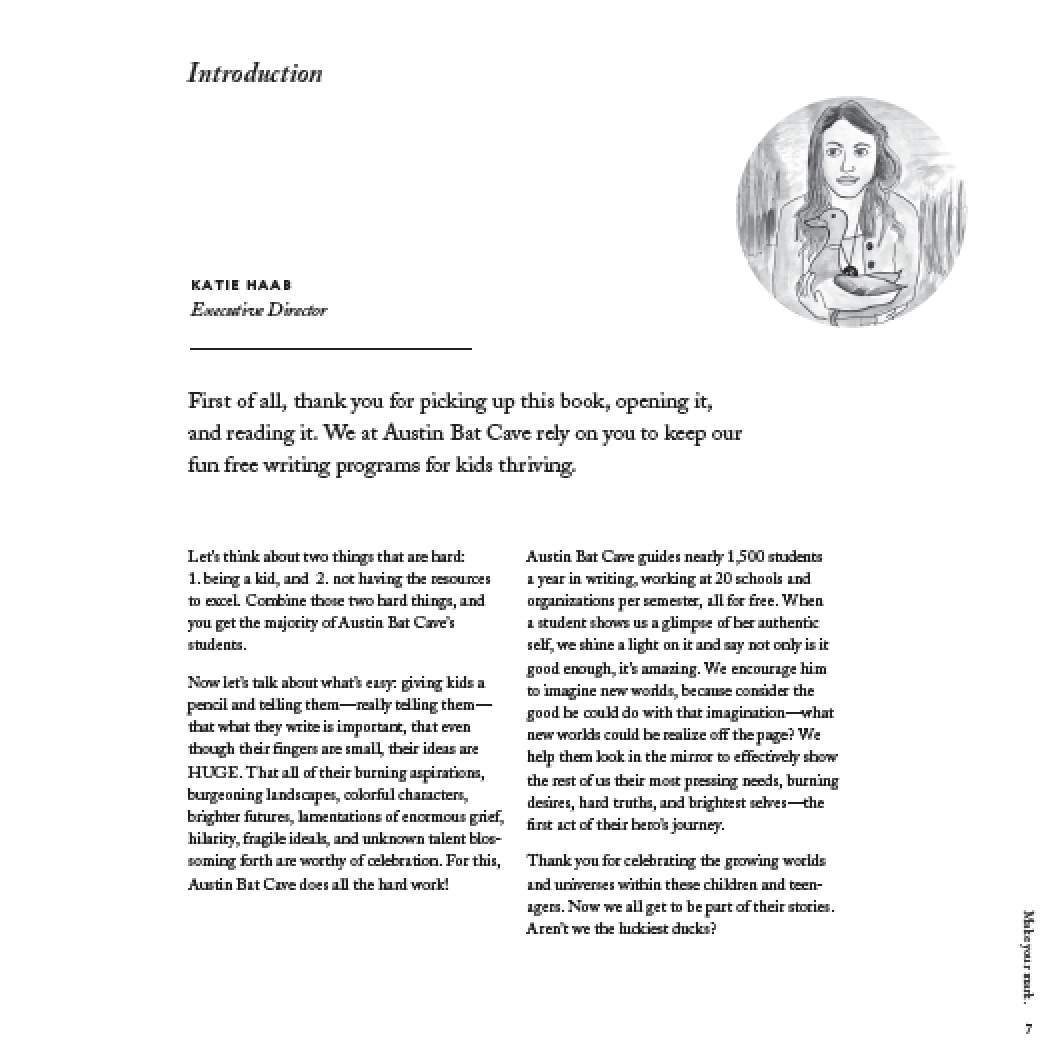 Introduction
KATIE HAAB
Executive Director
First of all, thank you for picking up this book, opening it,
and reading it. We at Austin Bat Cave rely on you to keep our
fun free writing programs for kids thriving.
Let's think about two things that are hard:
1. being a kid, and 2. not having the resources
to excel. Combine those two hard things, and
you get the majority of Austin Bat Cave's
students.
Now let's talk about what's easy: giving kids a
pencil and telling them—really telling them—
that what they write is important, that even
though their fingers are small, their ideas are
HUGE. That all of their burning aspirations,
burgeoning landscapes, colorful characters,
brighter futures, lamentations of enormous grief,
hilarity, fragile ideals, and unknown talent blos-
soming forth are worthy of celebration. For this,
Austin Bat Cave does all the hard work!
Austin Bat Cave guides nearly 1,500 students
a year in writing, working at 20 schools and
organizations per semester, all for free. When
a student shows us a glimpse of her authentic
self, we shine a light on it and say not only is it
good enough, it's amazing. We encourage him
to imagine new worlds, because consider the
good he could do with that imagination—what
new worlds could he realize off the page? We
help them look in the mirror to effectively show
the rest of us their most pressing needs, burning
desires, hard truths, and brightest selves—the
first act of their hero's journey.
Thank you for celebrating the growing worlds
and universes within these children and teen-
agers. Now we all get to be part of their stories.
Aren't we the luckiest ducks?
Make your mark.
7